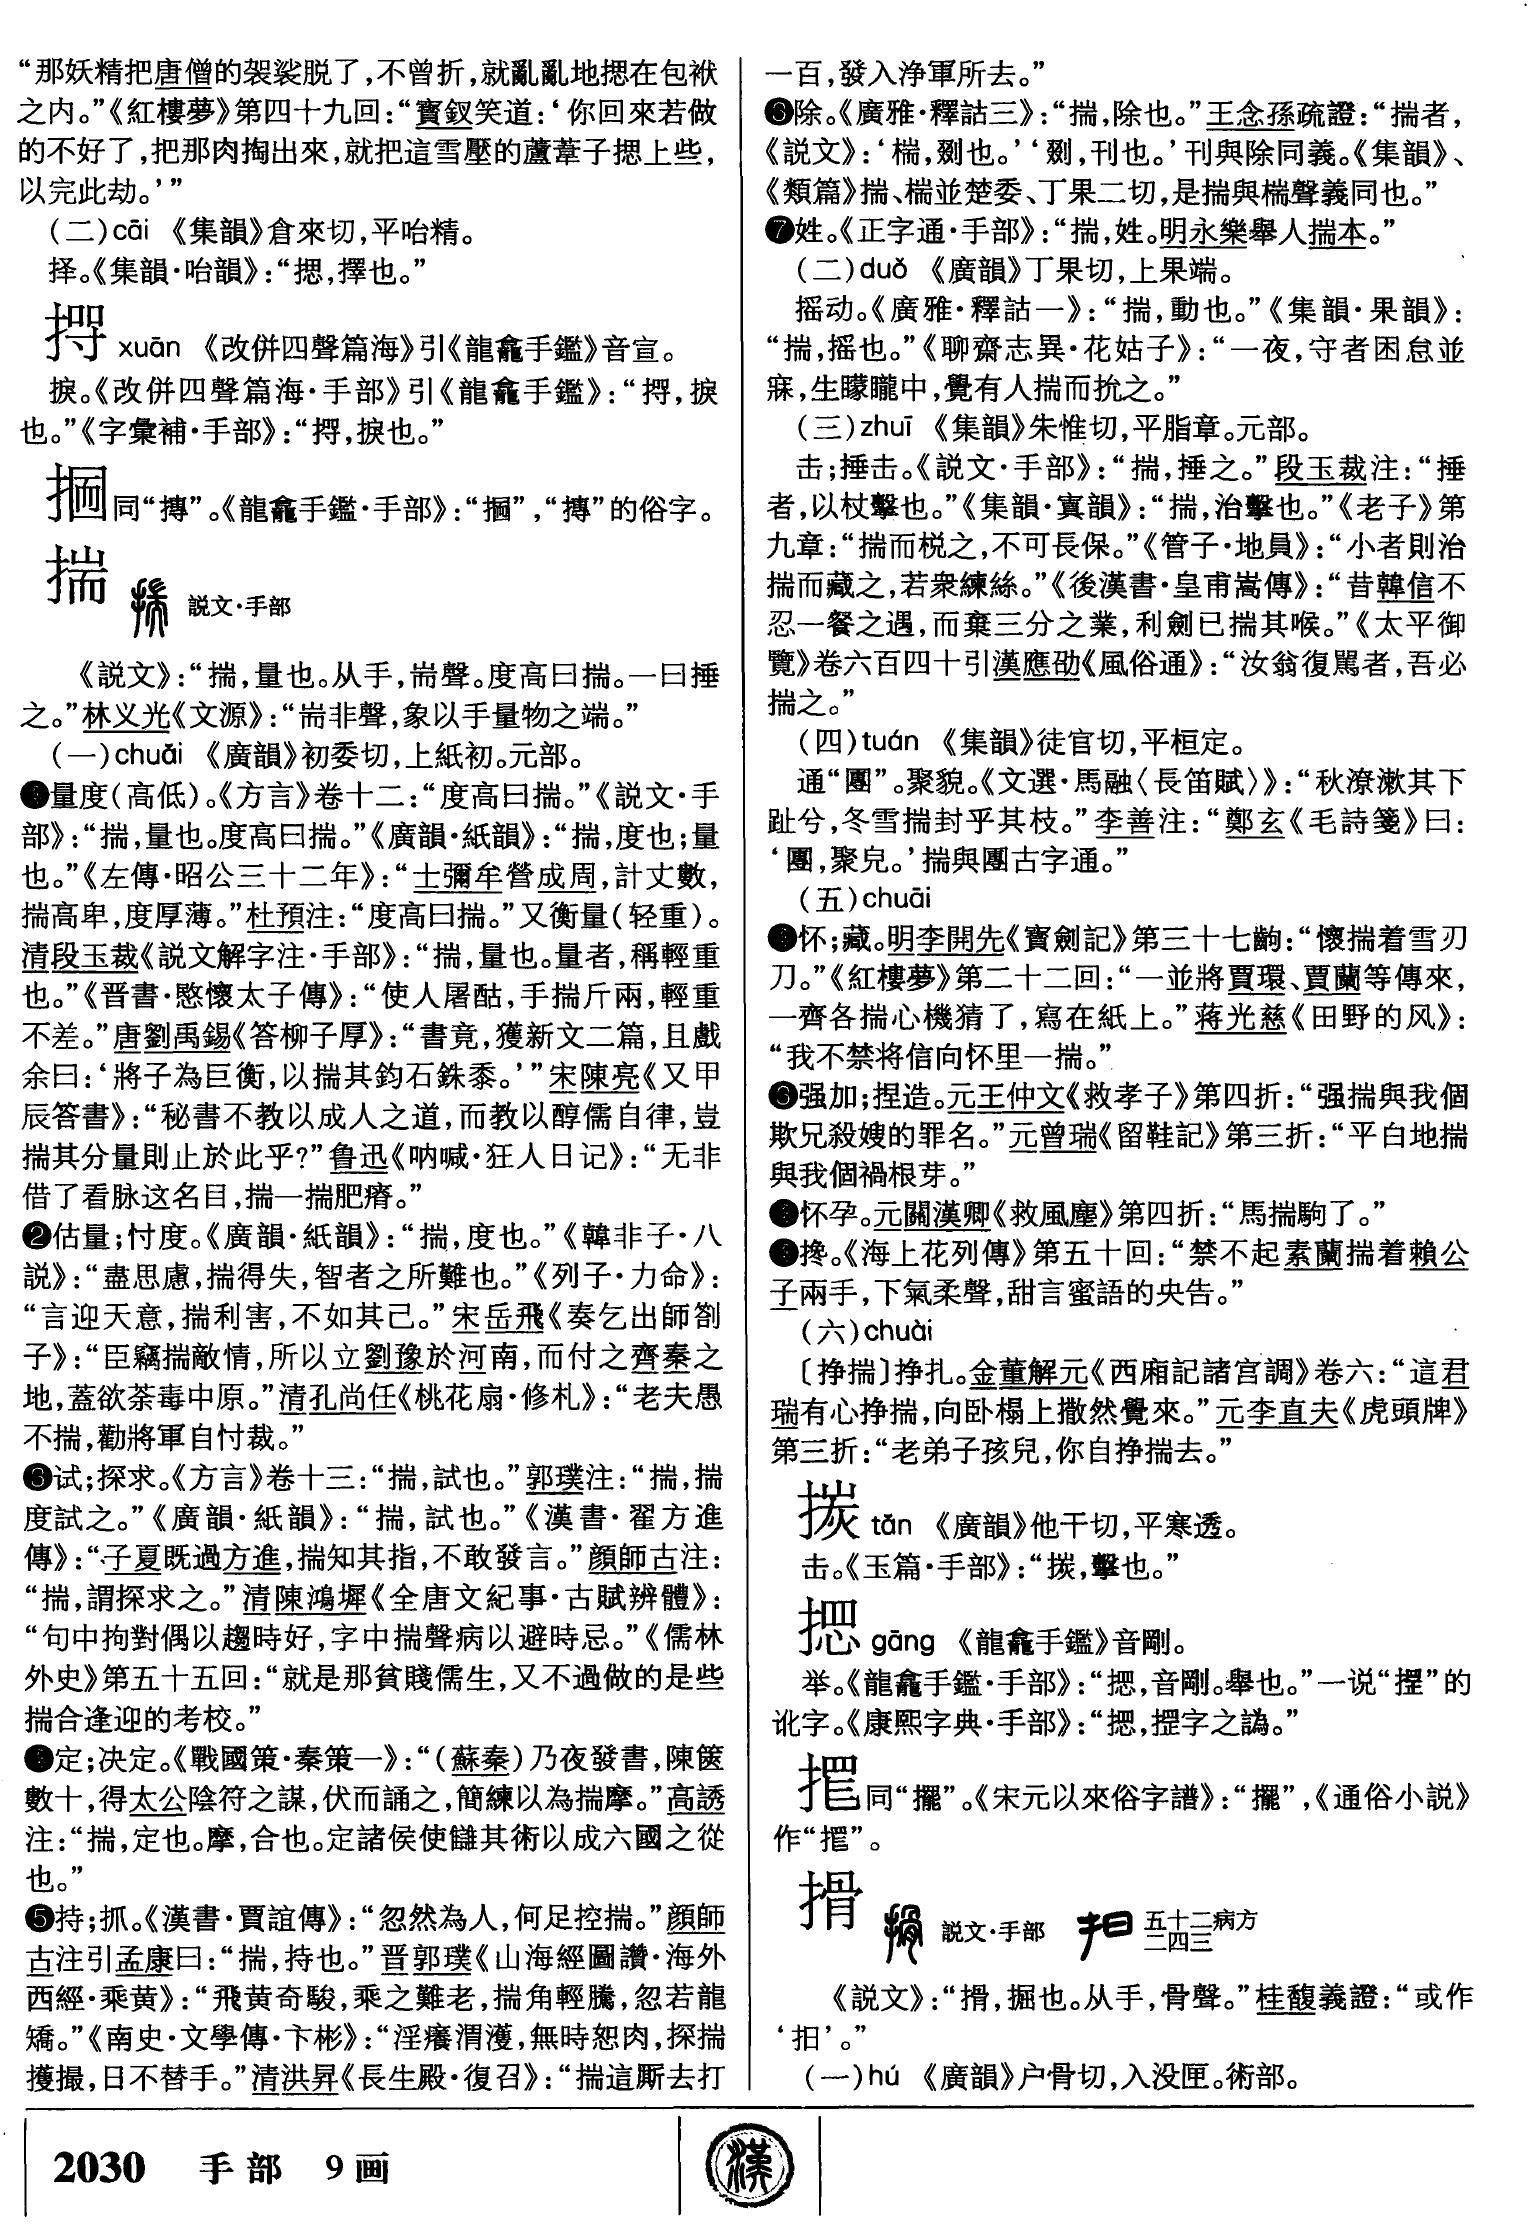 “那妖精把唐僧的袈裟脱了,不曾折,就亂亂地揌在包袱
之内。”《紅樓夢》第四十九回:“寳釵笑道:‘你回來若做
的不好了,把那肉掏出來,就把這雪壓的蘆葦子揌上些,
以完此劫。’”
(二)cāi 《集韻》倉來切,平咍精。
择。《集韻·咍韻》:“揌,擇也。”
xuān 《改併四聲篇海》引《龍龕手鑑》音宣。
捩。《改併四聲篇海·手部》引《龍龕手鑑》:“,捩
也。”《字彙補·手部》:“,捩也。”
同“摶”。《龍龕手鑑·手部》:“”,“摶”的俗字。
揣 説文·手部
《説文》:“揣,量也。从手,耑聲。度高曰揣。一曰捶
之。”林义光《文源》:“耑非聲,象以手量物之端。”
(一)chuǎi 《廣韻》初委切,上紙初。元部。
❶量度(高低)。《方言》卷十二:“度高曰揣。”《説文·手
部》:“揣,量也。度高曰揣。”《廣韻·紙韻》:“揣,度也;量
也。”《左傳·昭公三十二年》:“士彌牟營成周,計丈數,
揣高卑,度厚薄。”杜預注:“度高曰揣。”又衡量(轻重)。
清段玉裁《説文解字注·手部》:“揣,量也。量者,稱輕重
也。”《晋書·愍懷太子傳》:“使人屠酤,手揣斤兩,輕重
不差。”唐劉禹錫《答柳子厚》:“書竟,獲新文二篇,且戲
余曰:‘將子為巨衡,以揣其鈞石銖黍。’”宋陳亮《又甲
辰答書》:“秘書不教以成人之道,而教以醇儒自律,豈
揣其分量則止於此乎?”鲁迅《呐喊·狂人日记》:“无非
借了看脉这名目,揣一揣肥瘠。”
❷估量;忖度。《廣韻·紙韻》:“揣,度也。”《韓非子·八
説》:“盡思慮,揣得失,智者之所難也。”《列子·力命》:
“言迎天意,揣利害,不如其已。”宋岳飛《奏乞出師劄
子》:“臣竊揣敵情,所以立劉豫於河南,而付之齊秦之
地,蓋欲荼毒中原。”清孔尚任《桃花扇·修札》:“老夫愚
不揣,勸將軍自忖裁。”
❸试;探求。《方言》卷十三:“揣,試也。”郭璞注:“揣,揣
度試之。”《廣韻·紙韻》:“揣,試也。”《漢書·翟方進
傳》:“子夏既過方進,揣知其指,不敢發言。”顔師古注:
“揣,謂探求之。”清陳鴻墀《全唐文紀事·古賦辨體》:
“句中拘對偶以趨時好,字中揣聲病以避時忌。”《儒林
外史》第五十五回:“就是那貧賤儒生,又不過做的是些
揣合逢迎的考校。”
❹定;决定。《戰國策·秦策一》:“(蘇秦)乃夜發書,陳篋
數十,得太公陰符之謀,伏而誦之,簡練以為揣摩。”高誘
注:“揣,定也。摩,合也。定諸侯使讎其術以成六國之從
也。”
❺持;抓。《漢書·賈誼傳》:“忽然為人,何足控揣。”顔師
古注引孟康曰:“揣,持也。”晋郭璞《山海經圖讚·海外
西經·乘黄》:“飛黄奇駿,乘之難老,揣角輕騰,忽若龍
矯。”《南史·文學傳·卞彬》:“淫癢渭濩,無時恕肉,探揣
擭撮,日不替手。”清洪昇《長生殿·復召》:“揣這厮去打
一百,發入浄軍所去。”
❻除。《廣雅·釋詁三》:“揣,除也。”王念孫疏證:“揣者,
《説文》:‘椯,剟也。’‘剟,刊也。’刊與除同義。《集韻》、
《類篇》揣、椯並楚委、丁果二切,是揣與椯聲義同也。”
❼姓。《正字通·手部》:“揣,姓。明永樂舉人揣本。”
(二)duǒ 《廣韻》丁果切,上果端。
摇动。《廣雅·釋詁一》:“揣,動也。”《集韻·果韻》:
“揣,摇也。”《聊齋志異·花姑子》:“一夜,守者困怠並
寐,生矇矓中,覺有人揣而抁之。”
(三)zhuī 《集韻》朱惟切,平脂章。元部。
击;捶击。《説文·手部》:“揣,捶之。”段玉裁注:“捶
者,以杖擊也。”《集韻·寘韻》:“揣,治擊也。”《老子》第
九章:“揣而棁之,不可長保。”《管子·地員》:“小者則治
揣而藏之,若衆練絲。”《後漢書·皇甫嵩傳》:“昔韓信不
忍一餐之遇,而棄三分之業,利劍已揣其喉。”《太平御
覽》卷六百四十引漢應劭《風俗通》:“汝翁復駡者,吾必
揣之。”
(四)tuán 《集韻》徒官切,平桓定。
通“團”。聚貌。《文選·馬融〈長笛賦〉》:“秋潦漱其下
趾兮,冬雪揣封乎其枝。”李善注:“鄭玄《毛詩箋》曰:
‘團,聚皃。’揣與團古字通。”
(五)chuāi
❶怀;藏。明李開先《寳劍記》第三十七齣:“懷揣着雪刃
刀。”《紅樓夢》第二十二回:“一並將賈環、賈蘭等傳來,
一齊各揣心機猜了,寫在紙上。”蒋光慈《田野的风》:
“我不禁将信向怀里一揣。”
❷强加;捏造。元王仲文《救孝子》第四折:“强揣與我個
欺兄殺嫂的罪名。”元曾瑞《留鞋記》第三折:“平白地揣
與我個禍根芽。”
❸怀孕。元關漢卿《救風塵》第四折:“馬揣駒了。”
❹搀。《海上花列傳》第五十回:“禁不起素蘭揣着賴公
子兩手,下氣柔聲,甜言蜜語的央告。”
(六)chuài
〔挣揣〕挣扎。金董解元《西廂記諸宫調》卷六:“這君
瑞有心挣揣,向卧榻上撒然覺來。”元李直夫《虎頭牌》
第三折:“老弟子孩兒,你自挣揣去。”
tǎn 《廣韻》他干切,平寒透。
击。《玉篇·手部》:“,擊也。”
gāng 《龍龕手鑑》音剛。
举。《龍龕手鑑·手部》:“,音剛。舉也。”一说“”的
讹字。《康熙字典·手部》:“,字之譌。”
同“擺”。《宋元以來俗字譜》:“擺”,《通俗小説》
作“”。
搰 説文·手部 五十二病方
二四三
《説文》:“搰,掘也。从手,骨聲。”桂馥義證:“或作
‘抇’。”
(一)hú 《廣韻》户骨切,入没匣。術部。
2030 手部 9画
漢